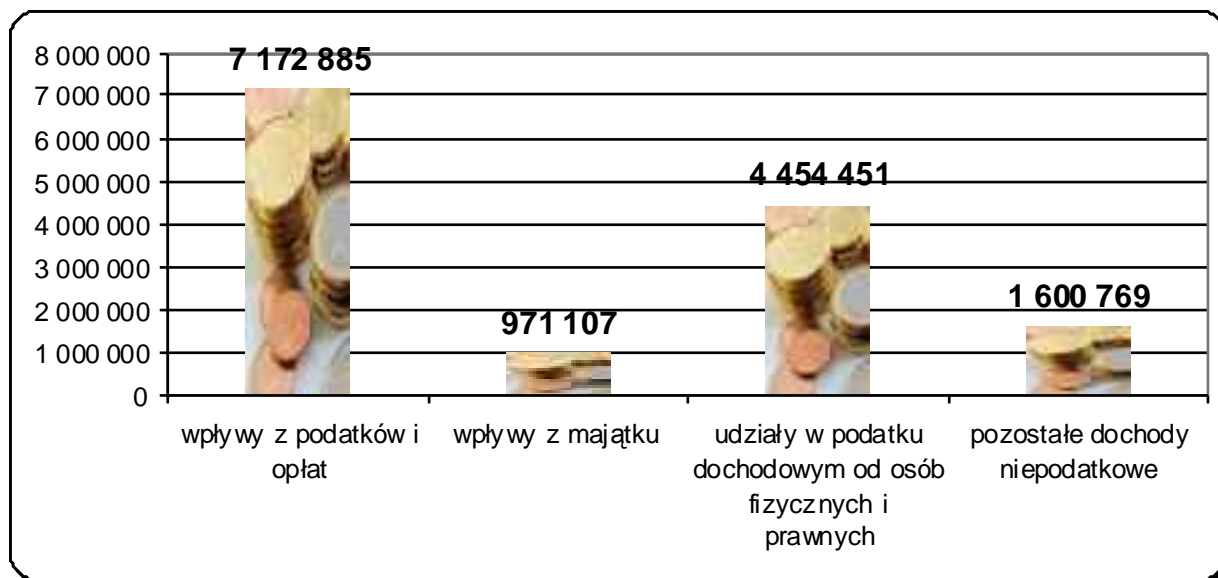 8 000 000
7 000 000
6 000 000
5 000 000
4 000 000
3 000 000
2 000 000
1 000 000
0
7 172 885
971 107
4 454 451
1 600 769
wpływy z podatków i
opłat
wpływy z majątku
udziały w podatku
dochodowym od osób
fizycznych i
prawnych
pozostałe dochody
niepodatkowe